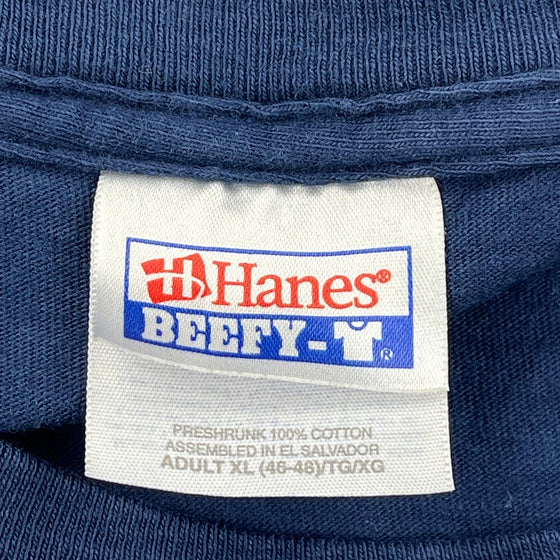 Hanes®
BEEFY-T®
PRESHRUNK 100% COTTON
ASSEMBLED IN EL SALVADOR
ADULT XL (46-48)/TG/XG